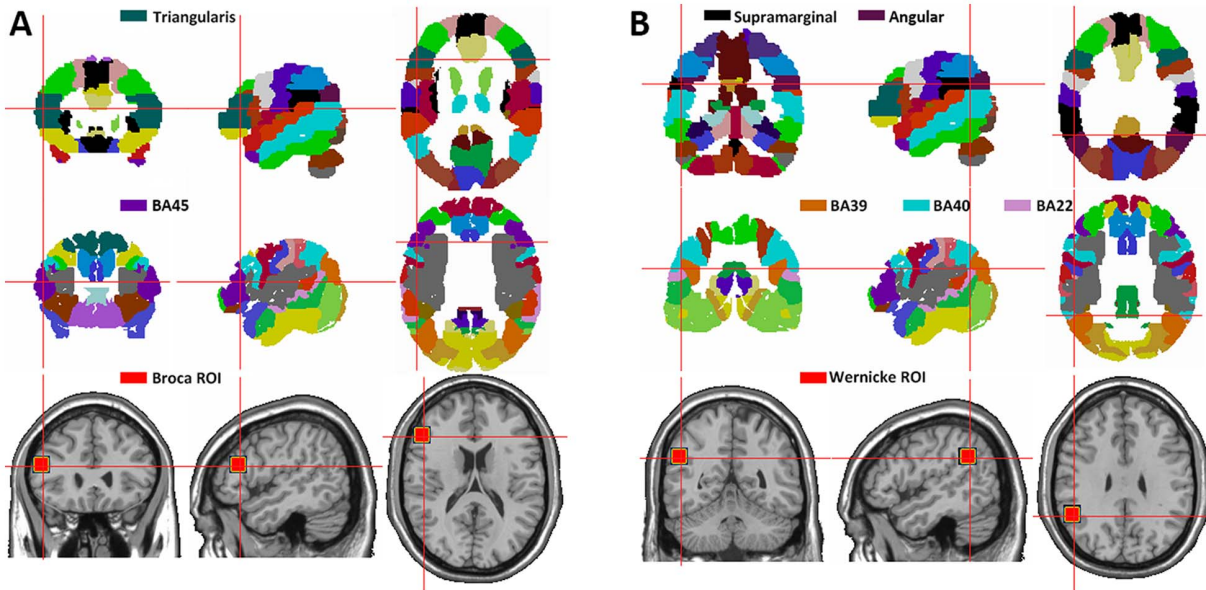 A
Triangularis
BA45
Broca ROI
B
Supramarginal
Angular
BA39
BA40
BA22
Wernicke ROI